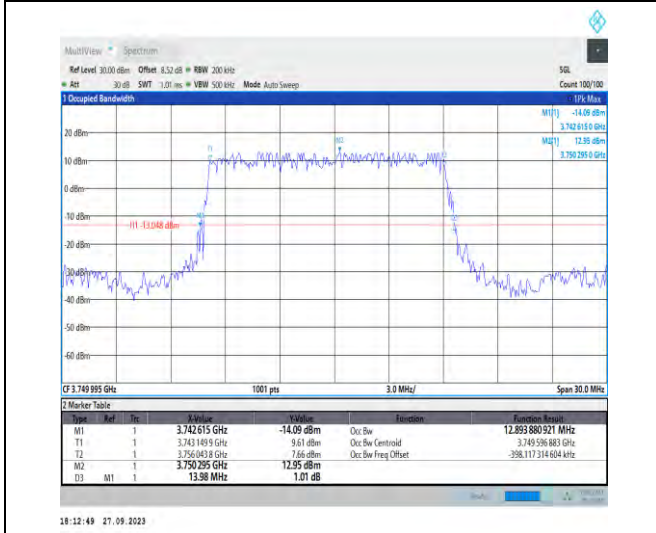 MultiView Spectrum
Ref Level 30.00 dBm Offset 8.52 dB RBW 200 kHz SGL
Att 30 dB SWT 1.01 ms VBW 500 kHz Mode Auto Sweep Count 100/100
1 Occupied Bandwidth 1Pk Max
M1[1] -14.09 dBm
3.742 615 0 GHz
M2[1] 12.95 dBm
3.750 295 0 GHz
20 dBm
M2
T1
T2
10 dBm
0 dBm
-10 dBm
H1 -13.048 dBm
-20 dBm
-30 dBm
-40 dBm
-50 dBm
-60 dBm
CF 3.749 995 GHz 1001 pts 3.0 MHz/ Span 30.0 MHz
2 Marker Table
Type Ref Trc X-Value Y-Value Function Function Result
M1 1 3.742 615 GHz -14.09 dBm Occ Bw 12.893 880 921 MHz
T1 1 3.743 149 9 GHz 9.61 dBm Occ Bw Centroid 3.749 596 883 GHz
T2 1 3.756 043 8 GHz 7.66 dBm Occ Bw Freq Offset -398.117 314 604 kHz
M2 1 3.750 295 GHz 12.95 dBm
D3 M1 1 13.98 MHz 1.01 dB
18:12:49 27.09.2023